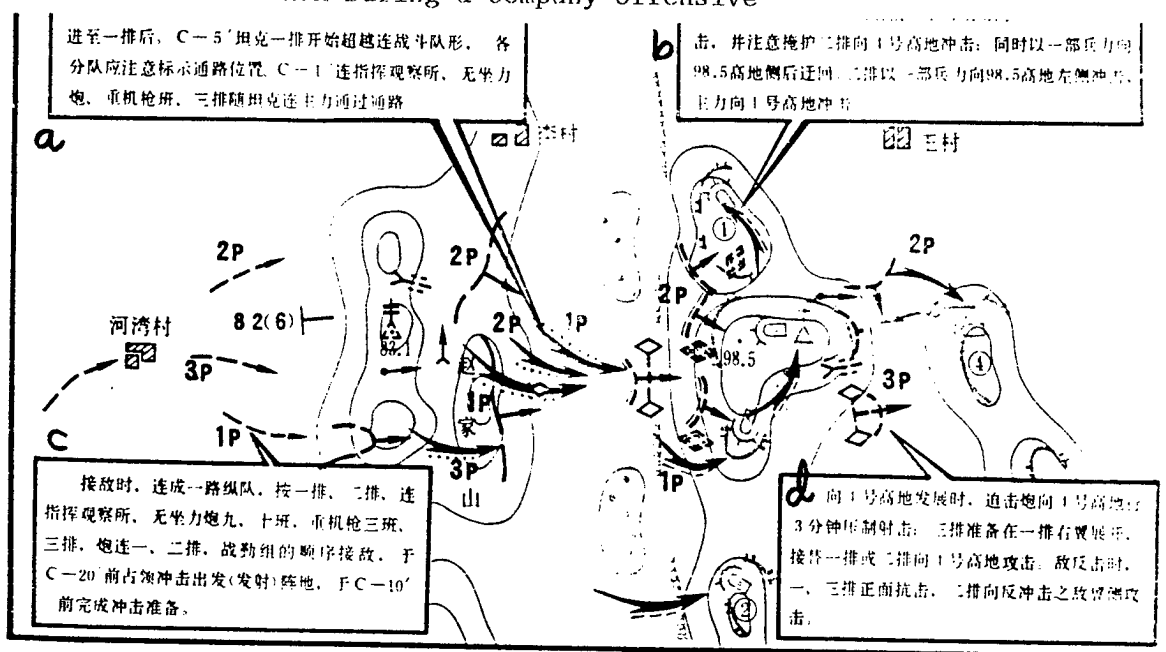 During a Company Offensive
进至一排后，C－5′坦克一排开始超越连战斗队形，各
分队应注意标示通路位置。C－1′连指挥观察所，无坐力
炮，重机枪班，三排随坦克连主力通过通路
b
击，并注意掩护二排向1号高地冲击；同时以一部兵力向
98.5高地侧后迂回，二排以一部兵力向98.5高地左侧冲击，
主力向1号高地冲击
a
李村
王村
1
2P
2P
2P
2P
1P
2P
河湾村
82(6)
83.1
98.5
4
3P
赵
家
山
1P
3P
1P
3P
1P
c
接敌时，连成一路纵队，按一排、二排、连
指挥观察所，无坐力炮九、十班，重机枪三班，
三排，炮连一、二排，战勤组的顺序接敌，于
C－20′前占领冲击出发(发射)阵地，于C－10′
前完成冲击准备。
d
向4号高地发展时，迫击炮向4号高地行
3分钟压制射击；三排准备在一排右翼展开，
接替一排或二排向4号高地攻击。敌反击时，
一、三排正面抗击，二排向反冲击之敌翼侧攻
击。
2